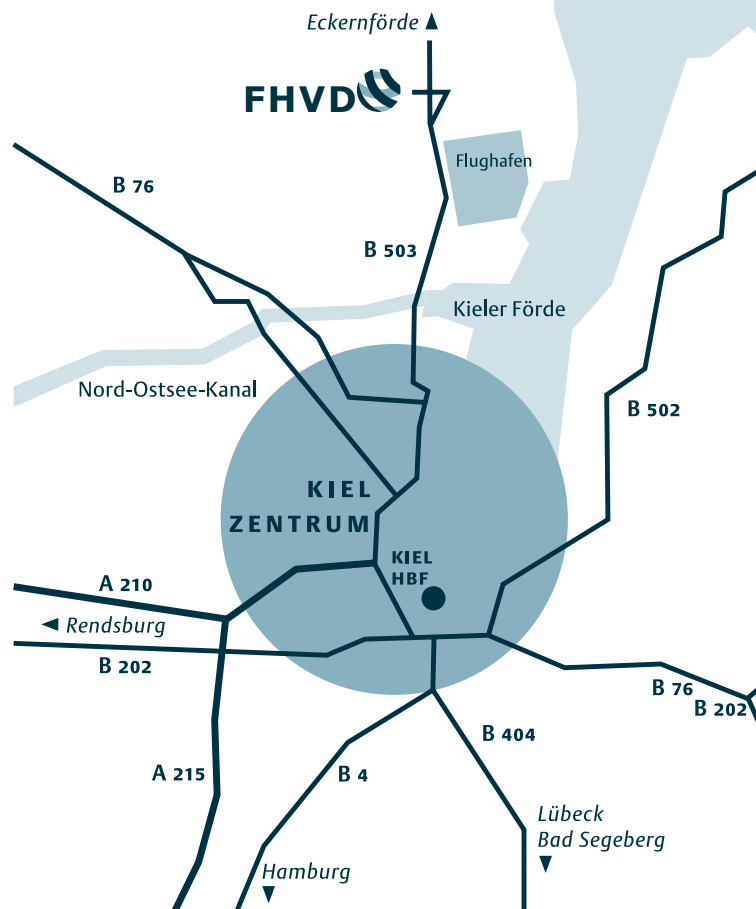 Eckernförde
FHVD
Flughafen
B 76
B 503
Kieler Förde
Nord-Ostsee-Kanal
B 502
KIEL
ZENTRUM
KIEL
HBF
A 210
Rendsburg
B 202
B 76
B 202
B 404
A 215
B 4
Lübeck
Bad Segeberg
Hamburg